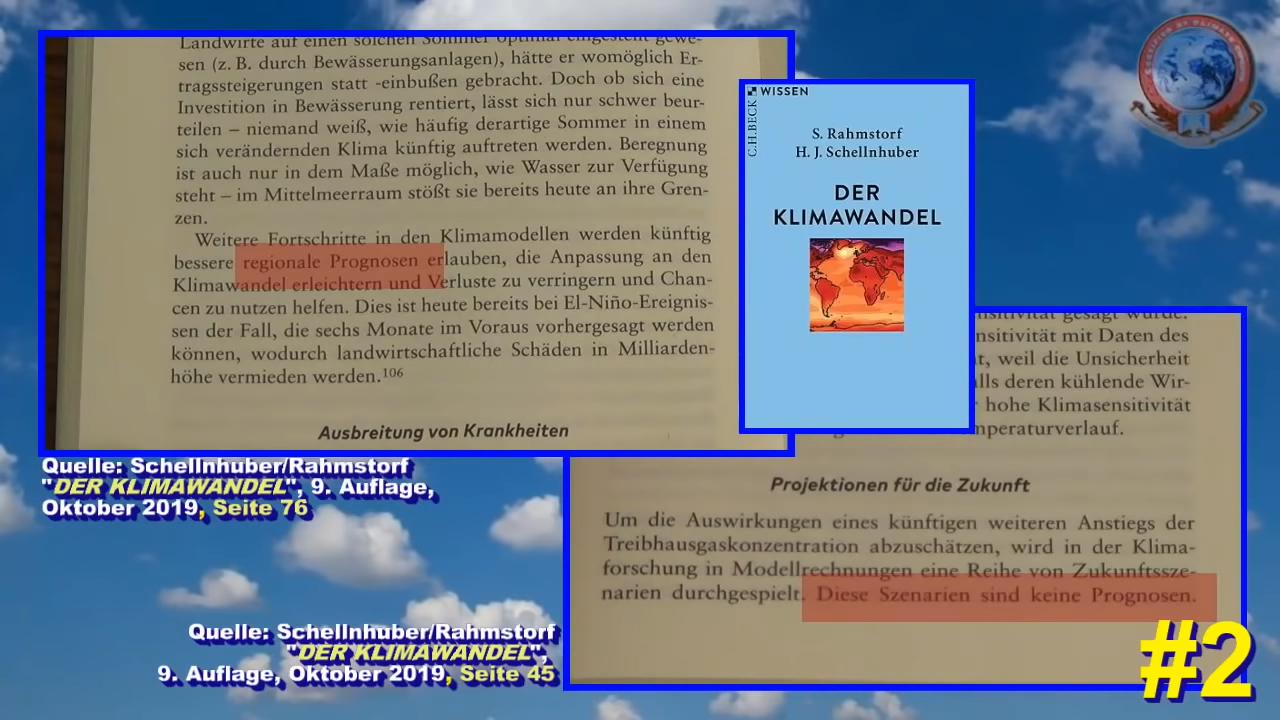 Landwirte auf einen solchen Sommer optimal eingestellt gewe-
sen (z. B. durch Bewässerungsanlagen), hätte er womöglich Er-
tragssteigerungen statt -einbußen gebracht. Doch ob sich eine
Investition in Bewässerung rentiert, lässt sich nur schwer beur-
teilen – niemand weiß, wie häufig derartige Sommer in einem
sich verändernden Klima künftig auftreten werden. Beregnung
ist auch nur in dem Maße möglich, wie Wasser zur Verfügung
steht – im Mittelmeerraum stößt sie bereits heute an ihre Gren-
zen.
Weitere Fortschritte in den Klimamodellen werden künftig
bessere regionale Prognosen erlauben, die Anpassung an den
Klimawandel erleichtern und Verluste zu verringern und Chan-
cen zu nutzen helfen. Dies ist heute bereits bei El-Niño-Ereignis-
sen der Fall, die sechs Monate im Voraus vorhergesagt werden
können, wodurch landwirtschaftliche Schäden in Milliarden-
höhe vermieden werden.106
Ausbreitung von Krankheiten
Quelle: Schellnhuber/Rahmstorf
"DER KLIMAWANDEL", 9. Auflage,
Oktober 2019, Seite 76
C.H.BECK WISSEN
S. Rahmstorf
H. J. Schellnhuber
DER
KLIMAWANDEL
sensitivität mit Daten des
weil die Unsicherheit
deren kühlende Wir-
hohe Klimasensitivität
Projektionen für die Zukunft
Um die Auswirkungen eines künftigen weiteren Anstiegs der
Treibhausgaskonzentration abzuschätzen, wird in der Klima-
forschung in Modellrechnungen eine Reihe von Zukunftssze-
narien durchgespielt. Diese Szenarien sind keine Prognosen.
Quelle: Schellnhuber/Rahmstorf
"DER KLIMAWANDEL",
9. Auflage, Oktober 2019, Seite 45
#2